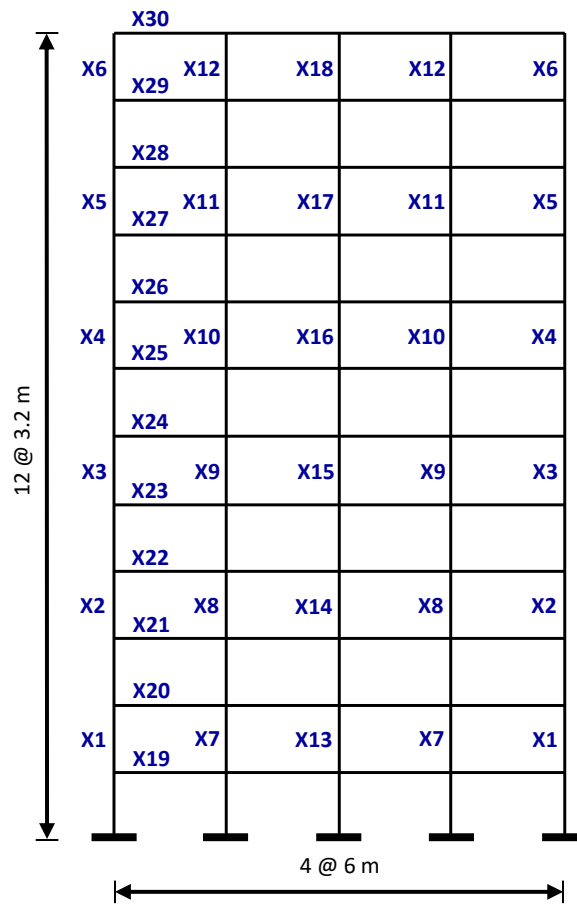 X30
X6 X12 X18 X12 X6
X29
X28
X5 X11 X17 X11 X5
X27
X26
X4 X10 X16 X10 X4
X25
X24
X3 X9 X15 X9 X3
X23
X22
X2 X8 X14 X8 X2
X21
X20
X1 X7 X13 X7 X1
X19
12 @ 3.2 m
4 @ 6 m